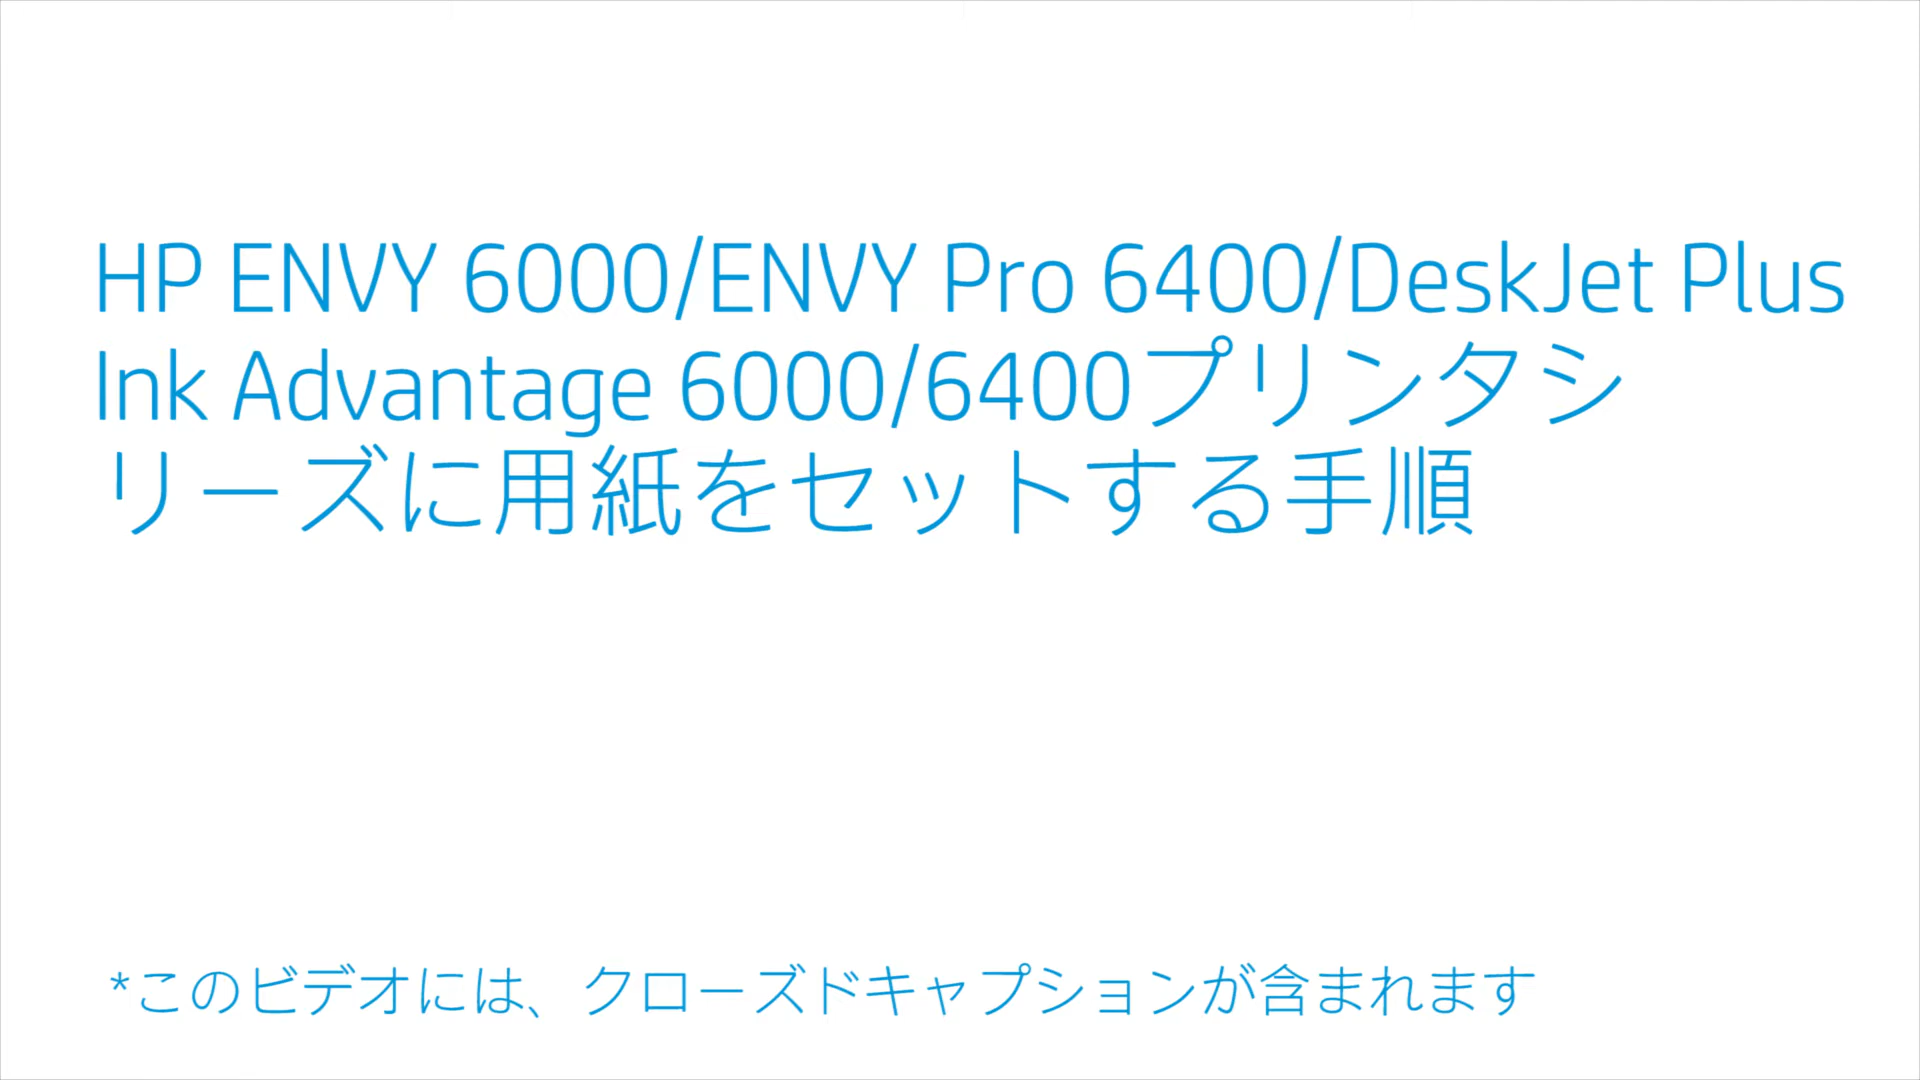 HP ENVY 6000/ENVY Pro 6400/DeskJet Plus
Ink Advantage 6000/6400プリンタシ
リーズに用紙をセットする手順
*このビデオには、クローズドキャプションが含まれます